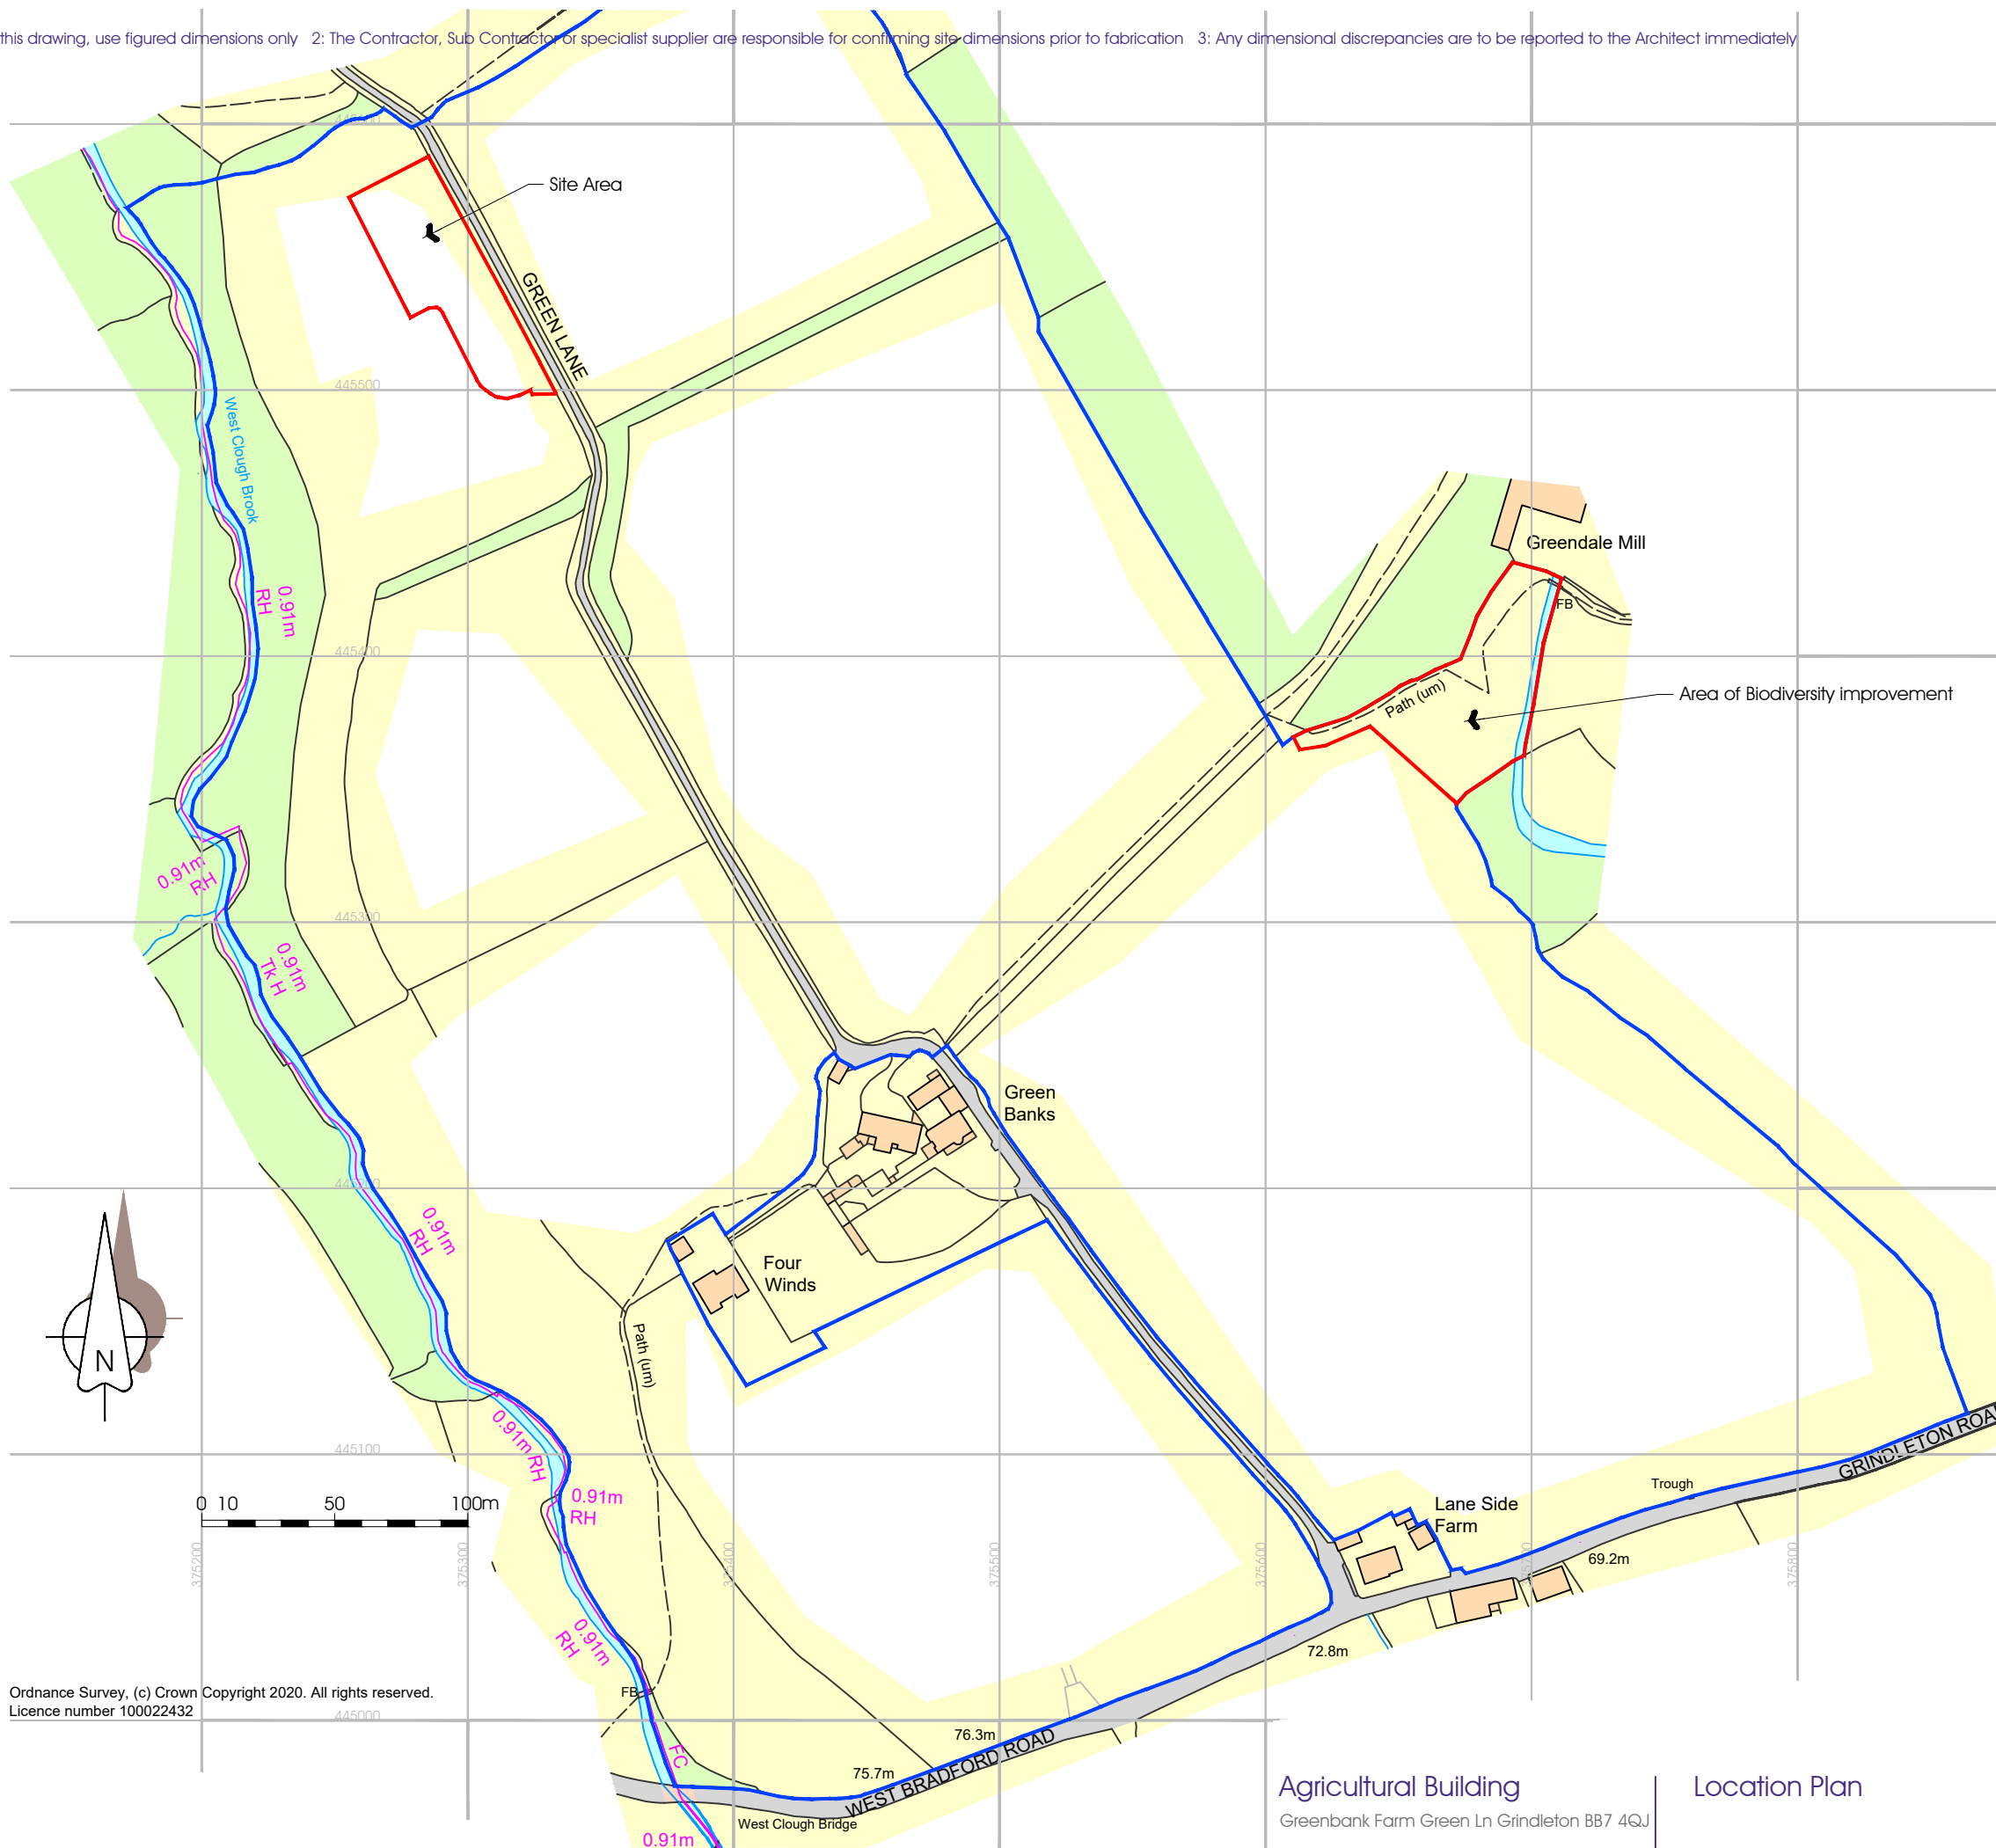 this drawing, use figured dimensions only 2: The Contractor, Sub Contractor or specialist supplier are responsible for confirming site dimensions prior to fabrication 3: Any dimensional discrepancies are to be reported to the Architect immediately
Site Area
GREEN LANE
445500
West Clough Brook
Greendale Mill
FB
0.91m
RH
445400
Path (um)
Area of Biodiversity improvement
0.91m
RH
445300
0.91m
Tk H
Green
Banks
445200
0.91m
RH
Four
Winds
N
Path (um)
0.91m RH
445100
GRINDLETON ROA
Trough
0 10 50 100m
0.91m
RH
Lane Side
Farm
375200
375300
375400
375500
375600
375700
375800
69.2m
0.91m
RH
72.8m
Ordnance Survey, (c) Crown Copyright 2020. All rights reserved.
Licence number 100022432
FB
445000
FC
76.3m
75.7m
WEST BRADFORD ROAD
West Clough Bridge
0.91m
Agricultural Building
Greenbank Farm Green Ln Grindleton BB7 4QJ
Location Plan